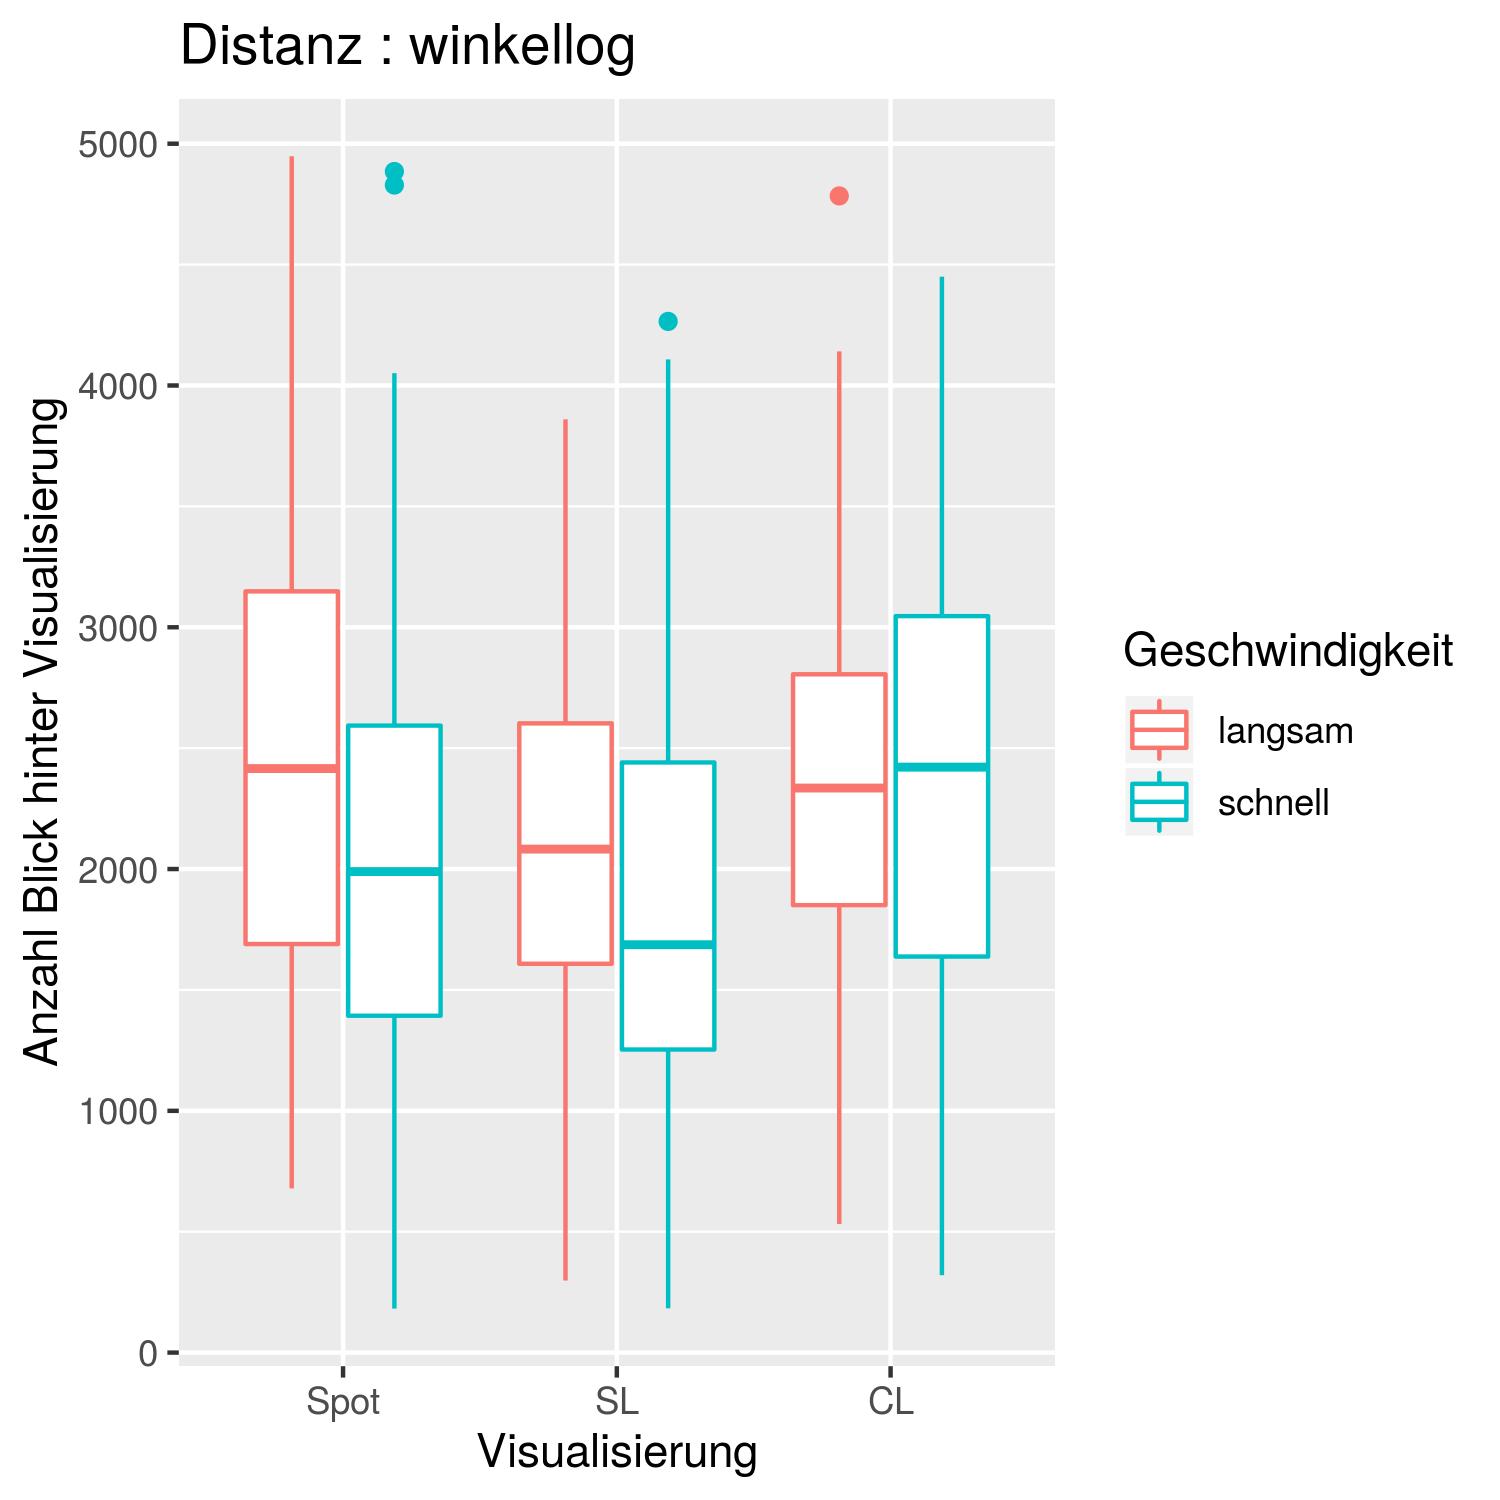 Distanz : winkellog
Anzahl Blick hinter Visualisierung
5000
4000
3000
2000
1000
0
Spot
SL
CL
Visualisierung
Geschwindigkeit
langsam
schnell